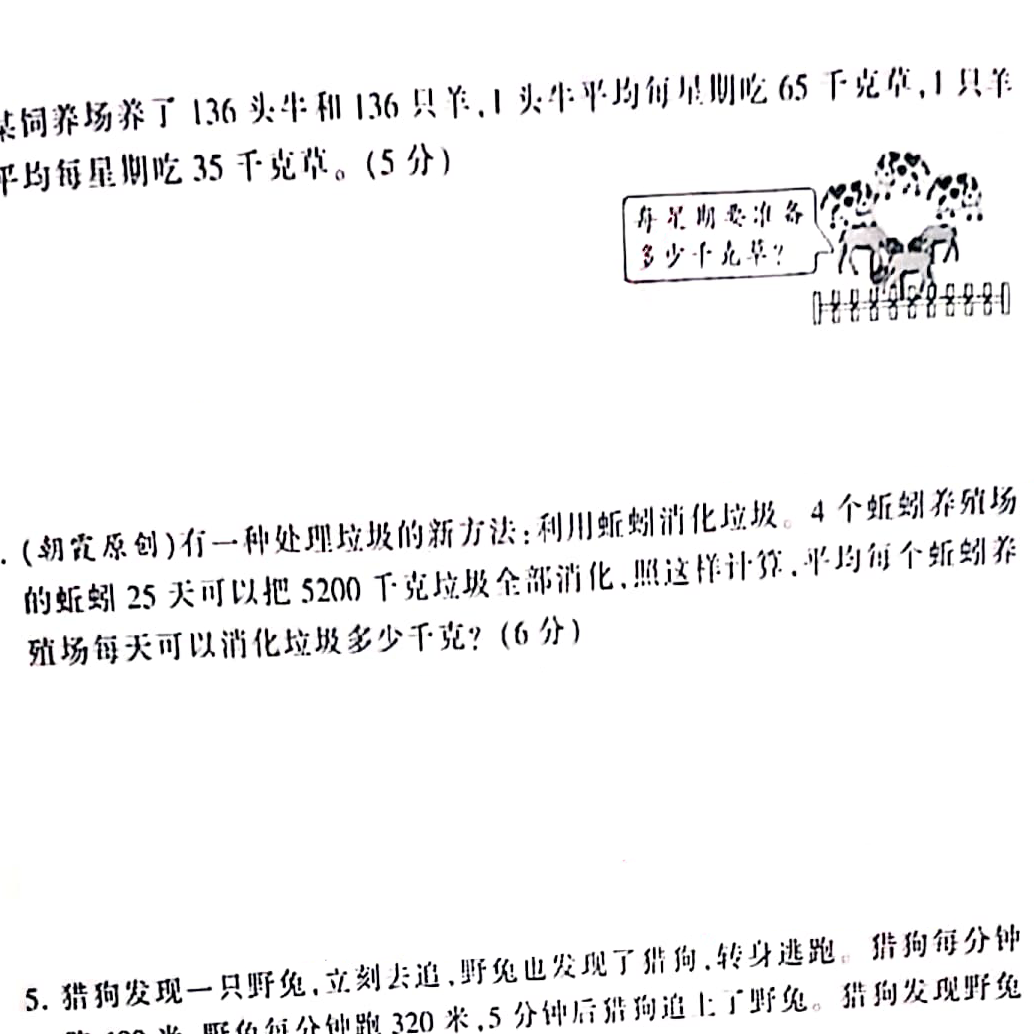 某饲养场养了 136 头牛和 136 只羊,1 头牛平均每星期吃 65 千克草,1 只羊
平均每星期吃 35 千克草。(5 分)
每星期要准备
多少千克草?
. (朝霞原创)有一种处理垃圾的新方法:利用蚯蚓消化垃圾。4 个蚯蚓养殖场
的蚯蚓 25 天可以把 5200 千克垃圾全部消化,照这样计算,平均每个蚯蚓养
殖场每天可以消化垃圾多少千克? (6 分)
5. 猎狗发现一只野兔,立刻去追,野兔也发现了猎狗,转身逃跑。猎狗每分钟
米,野兔每分钟跑 320 米,5 分钟后猎狗追上了野兔。猎狗发现野兔